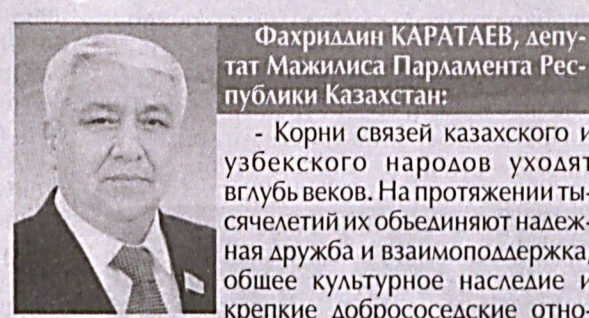 Фахриддин КАРАТАЕВ, депу-
тат Мажилиса Парламента Рес-
публики Казахстан:
- Корни связей казахского и
узбекского народов уходят
вглубь веков. На протяжении ты-
сячелетий их объединяют надеж-
ная дружба и взаимоподдержка,
общее культурное наследие и
крепкие добрососедские отно-